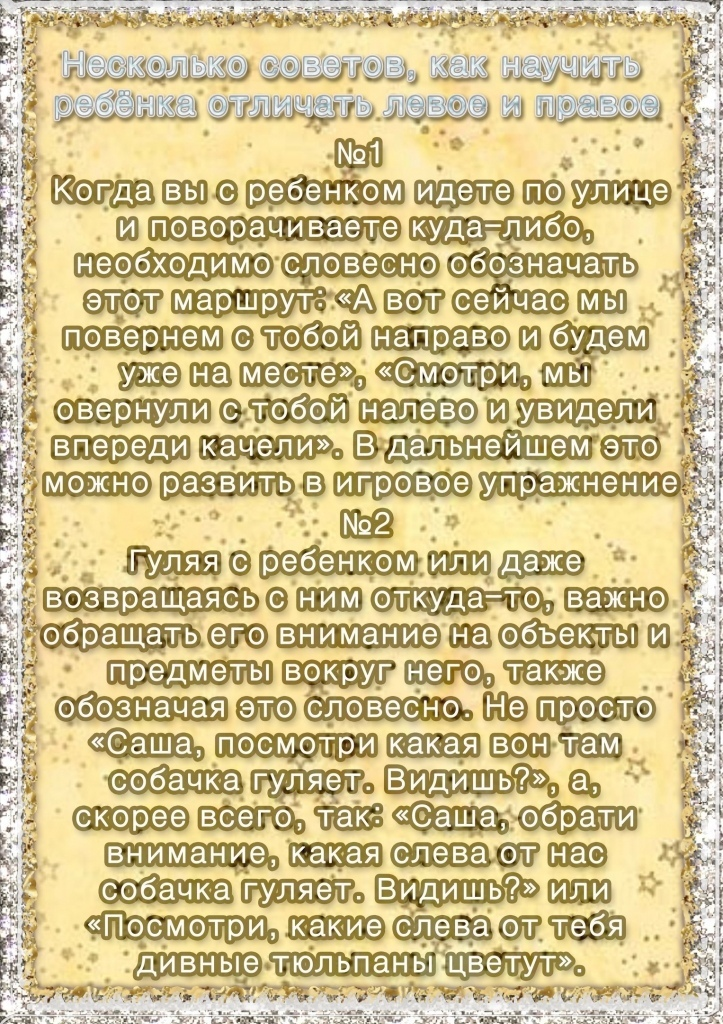 Несколько советов, как научить
ребёнка отличать левое и правое
№1
Когда вы с ребенком идете по улице
и поворачиваете куда-либо,
необходимо словесно обозначать
этот маршрут: «А вот сейчас мы
повернем с тобой направо и будем
уже на месте», «Смотри, мы
овернули с тобой налево и увидели
впереди качели». В дальнейшем это
можно развить в игровое упражнение
№2
Гуляя с ребенком или даже
возвращаясь с ним откуда-то, важно
обращать его внимание на объекты и
предметы вокруг него, также
обозначая это словесно. Не просто
«Саша, посмотри какая вон там
собачка гуляет. Видишь?», а,
скорее всего, так: «Саша, обрати
внимание, какая слева от нас
собачка гуляет. Видишь?» или
«Посмотри, какие слева от тебя
дивные тюльпаны цветут».